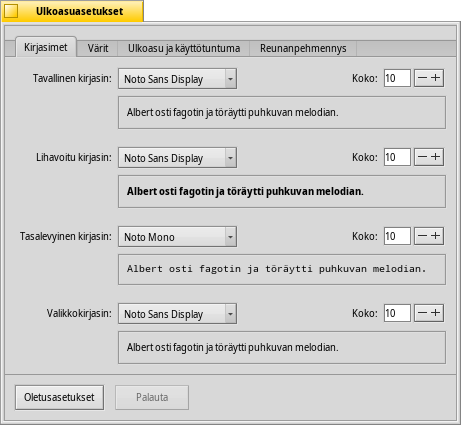 Ulkoasuasetukset
Kirjasimet Värit Ulkoasu ja käyttötuntuma Reunanpehmennys
Tavallinen kirjasin: Noto Sans Display Koko: 10
Albert osti fagotin ja töräytti puhkuvan melodian.
Lihavoitu kirjasin: Noto Sans Display Koko: 10
Albert osti fagotin ja töräytti puhkuvan melodian.
Tasalevyinen kirjasin: Noto Mono Koko: 10
Albert osti fagotin ja töräytti puhkuvan melodian.
Valikkokirjasin: Noto Sans Display Koko: 10
Albert osti fagotin ja töräytti puhkuvan melodian.
Oletusasetukset Palauta